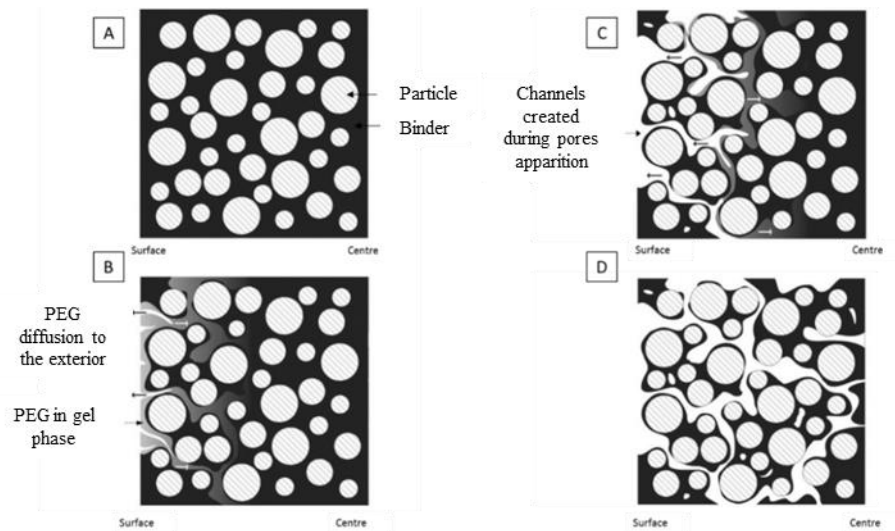 A
Particle
Binder
Surface
Centre
B
PEG
diffusion to
the exterior
PEG in gel
phase
Surface
Centre
C
Channels
created
during pores
apparition
Surface
Centre
D
Surface
Centre